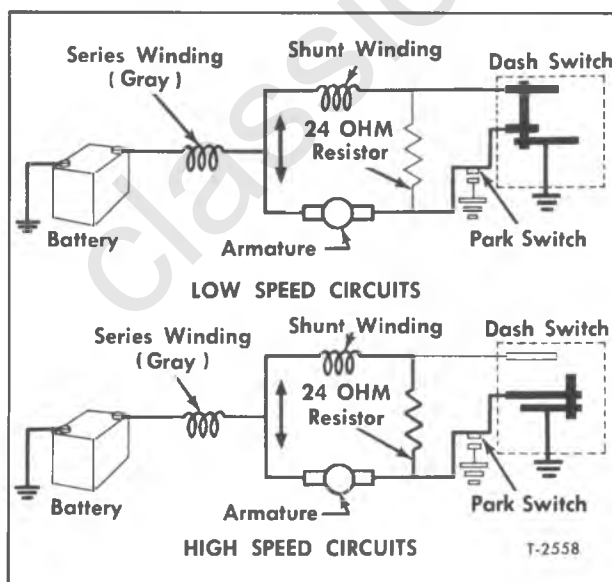 Series Winding
( Gray )
Shunt Winding
Dash Switch
24 OHM
Resistor
Battery
Armature
Park Switch
LOW SPEED CIRCUITS
Series Winding
(Gray )
Shunt Winding
Dash Switch
24 OHM
Resistor
Battery
Armature
Park Switch
HIGH SPEED CIRCUITS
T-2558
Classic